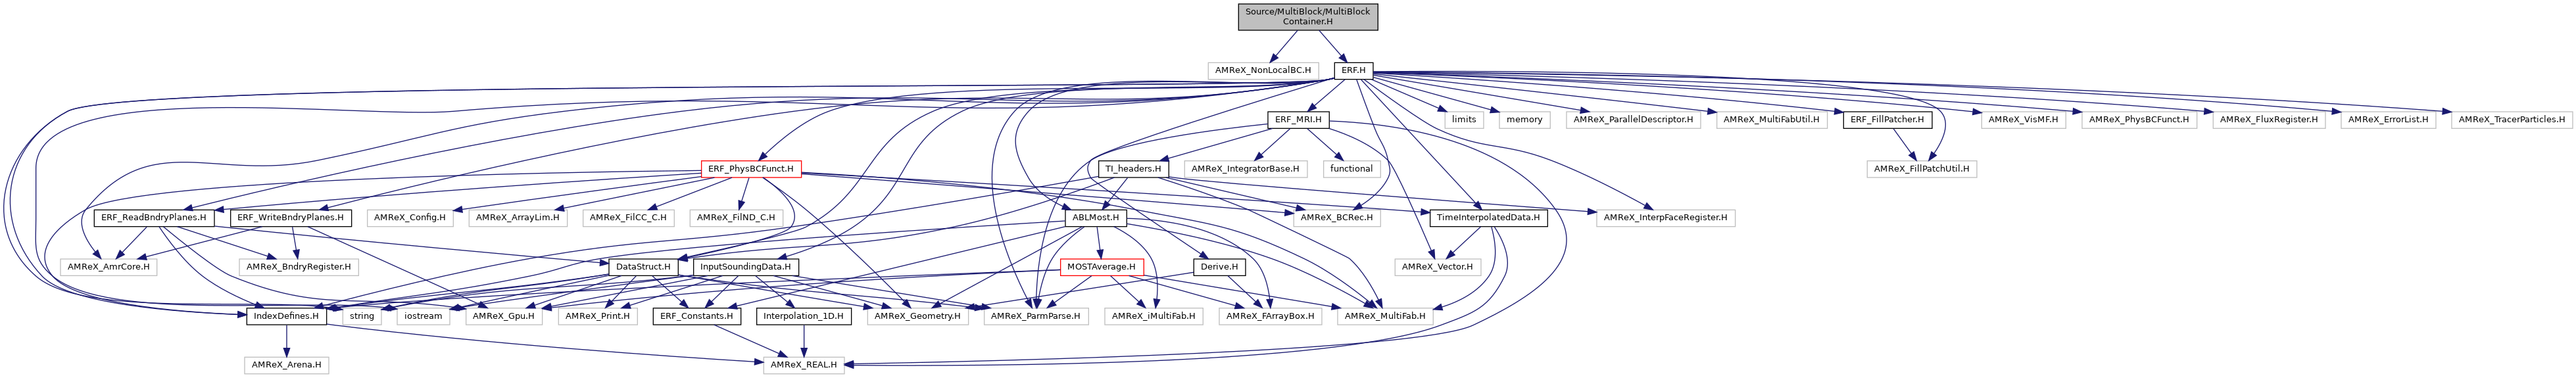 Source/MultiBlock/MultiBlock
Container.H
AMReX_NonLocalBC.H
ERF.H
ERF_MRI.H
limits
memory
AMReX_ParallelDescriptor.H
AMReX_MultiFabUtil.H
ERF_FillPatcher.H
AMReX_VisMF.H
AMReX_PhysBCFunct.H
AMReX_FluxRegister.H
AMReX_ErrorList.H
AMReX_TracerParticles.H
ERF_PhysBCFunct.H
TI_headers.H
AMReX_IntegratorBase.H
functional
AMReX_FillPatchUtil.H
ERF_ReadBndryPlanes.H
ERF_WriteBndryPlanes.H
AMReX_Config.H
AMReX_ArrayLim.H
AMReX_FilCC_C.H
AMReX_FilND_C.H
ABLMost.H
AMReX_BCRec.H
TimeInterpolatedData.H
AMReX_InterpFaceRegister.H
AMReX_AmrCore.H
AMReX_BndryRegister.H
DataStruct.H
InputSoundingData.H
MOSTAverage.H
Derive.H
AMReX_Vector.H
IndexDefines.H
string
iostream
AMReX_Gpu.H
AMReX_Print.H
ERF_Constants.H
Interpolation_1D.H
AMReX_Geometry.H
AMReX_ParmParse.H
AMReX_iMultiFab.H
AMReX_FArrayBox.H
AMReX_MultiFab.H
AMReX_Arena.H
AMReX_REAL.H